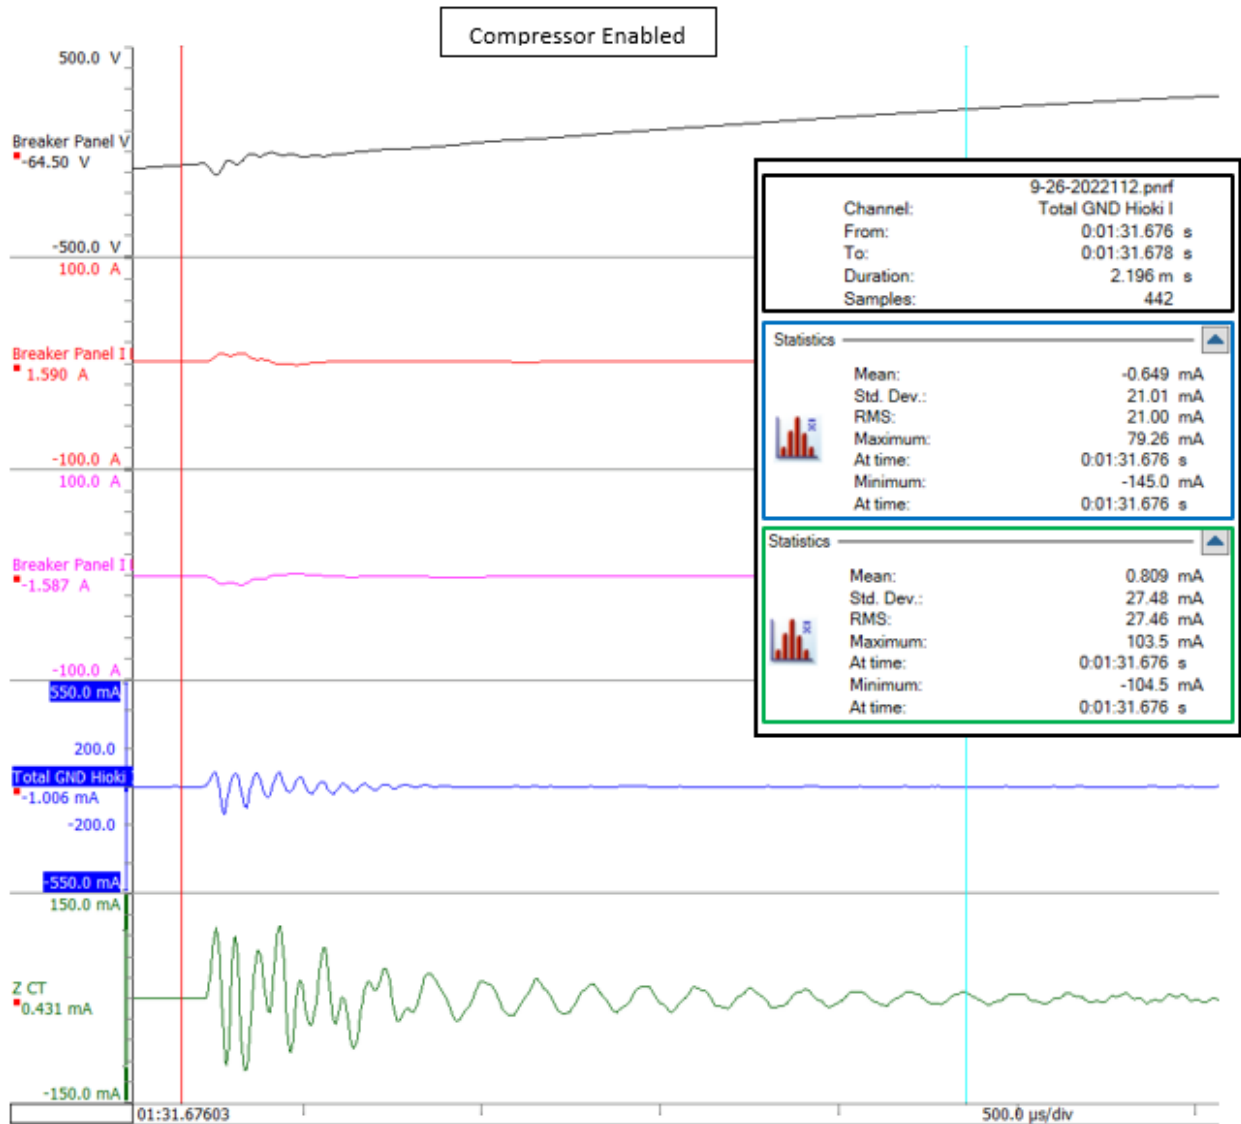 Compressor Enabled
500.0 V
Breaker Panel V
-64.50 V
-500.0 V
100.0 A
Breaker Panel I
1.590 A
-100.0 A
100.0 A
Breaker Panel I
-1.587 A
-100.0 A
550.0 mA
200.0
Total GND Hioki
-1.006 mA
-200.0
-550.0 mA
150.0 mA
Z CT
0.431 mA
-150.0 mA
01:31.67603
500.0 µs/div
9-26-2022112.pnrf
Channel: Total GND Hioki I
From: 0:01:31.676 s
To: 0:01:31.678 s
Duration: 2.196 m s
Samples: 442
Statistics
Mean: -0.649 mA
Std. Dev.: 21.01 mA
RMS: 21.00 mA
Maximum: 79.26 mA
At time: 0:01:31.676 s
Minimum: -145.0 mA
At time: 0:01:31.676 s
Statistics
Mean: 0.809 mA
Std. Dev.: 27.48 mA
RMS: 27.46 mA
Maximum: 103.5 mA
At time: 0:01:31.676 s
Minimum: -104.5 mA
At time: 0:01:31.676 s